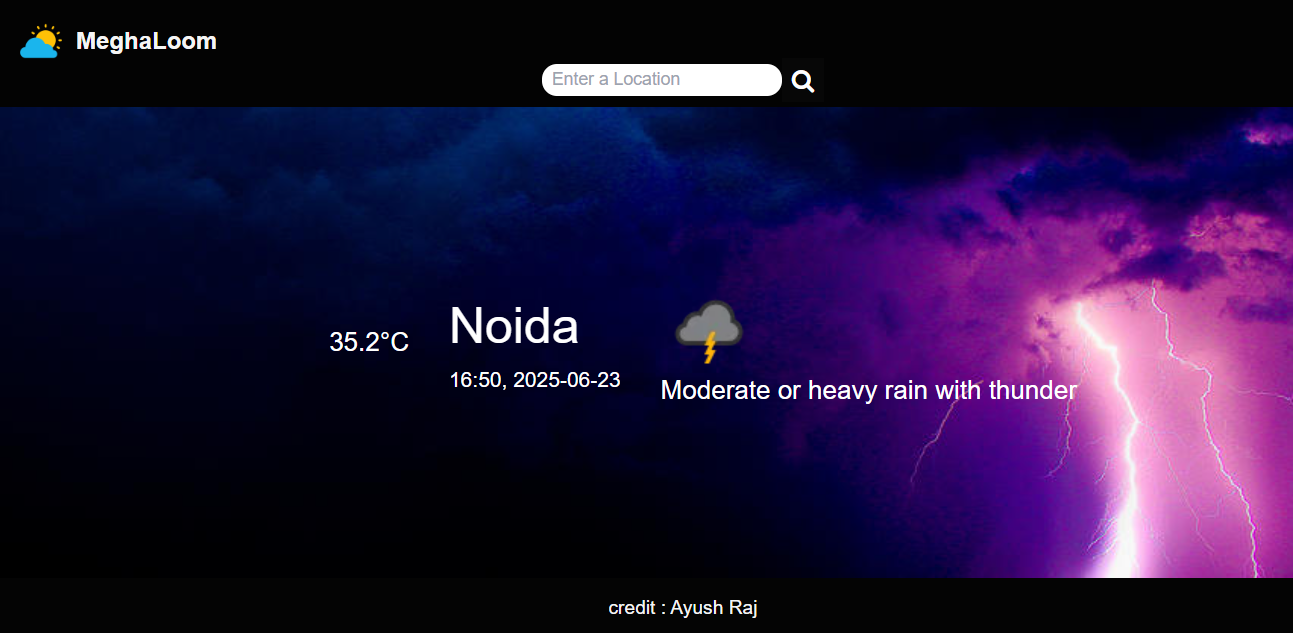 MeghaLoom
Enter a Location
35.2°C
Noida
16:50, 2025-06-23
Moderate or heavy rain with thunder
credit : Ayush Raj